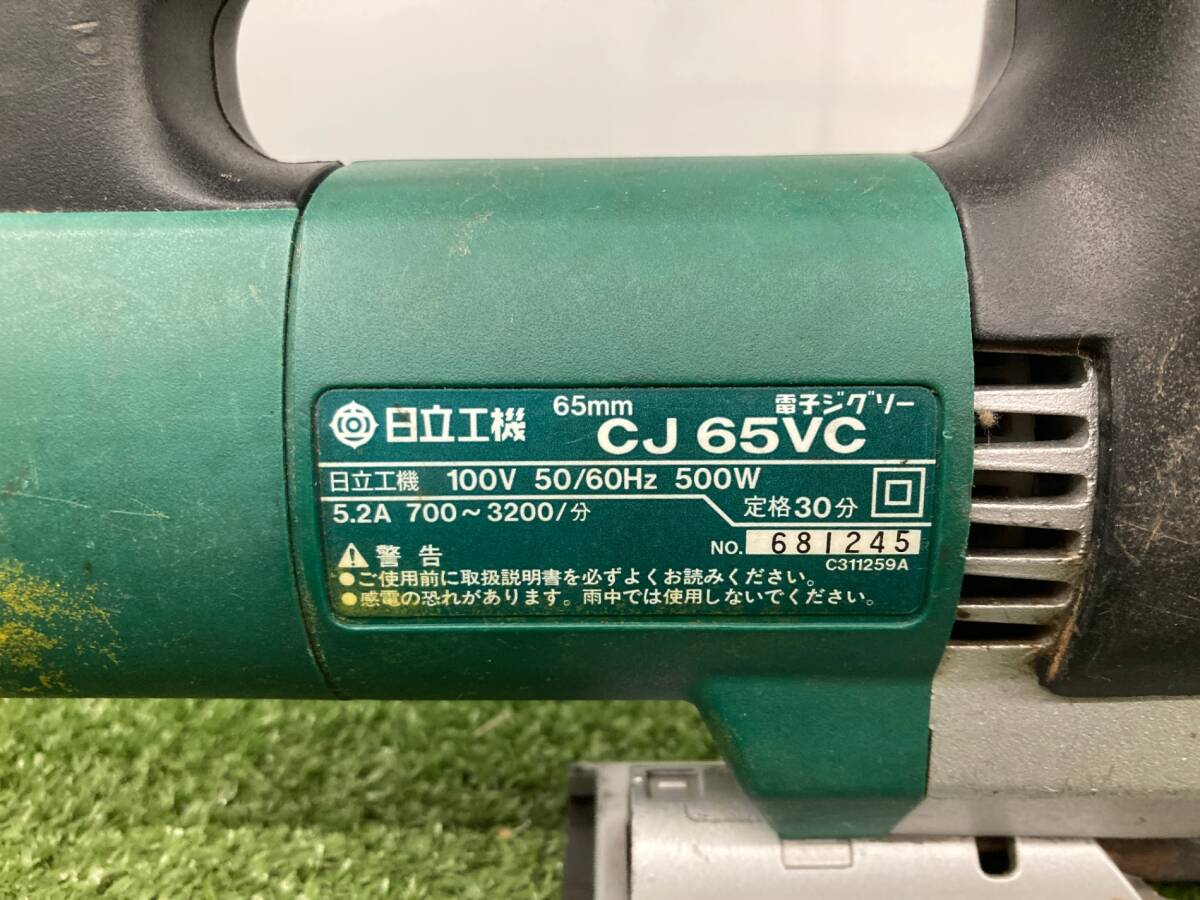 日立工機 65mm 電子ジグソー
CJ 65VC
日立工機 100V 50/60Hz 500W
5.2A 700～3200/分 定格30分
NO. 681245
C311259A
警告
●ご使用前に取扱説明書を必ずよくお読みください。
●感電の恐れがあります。雨中では使用しないでください。